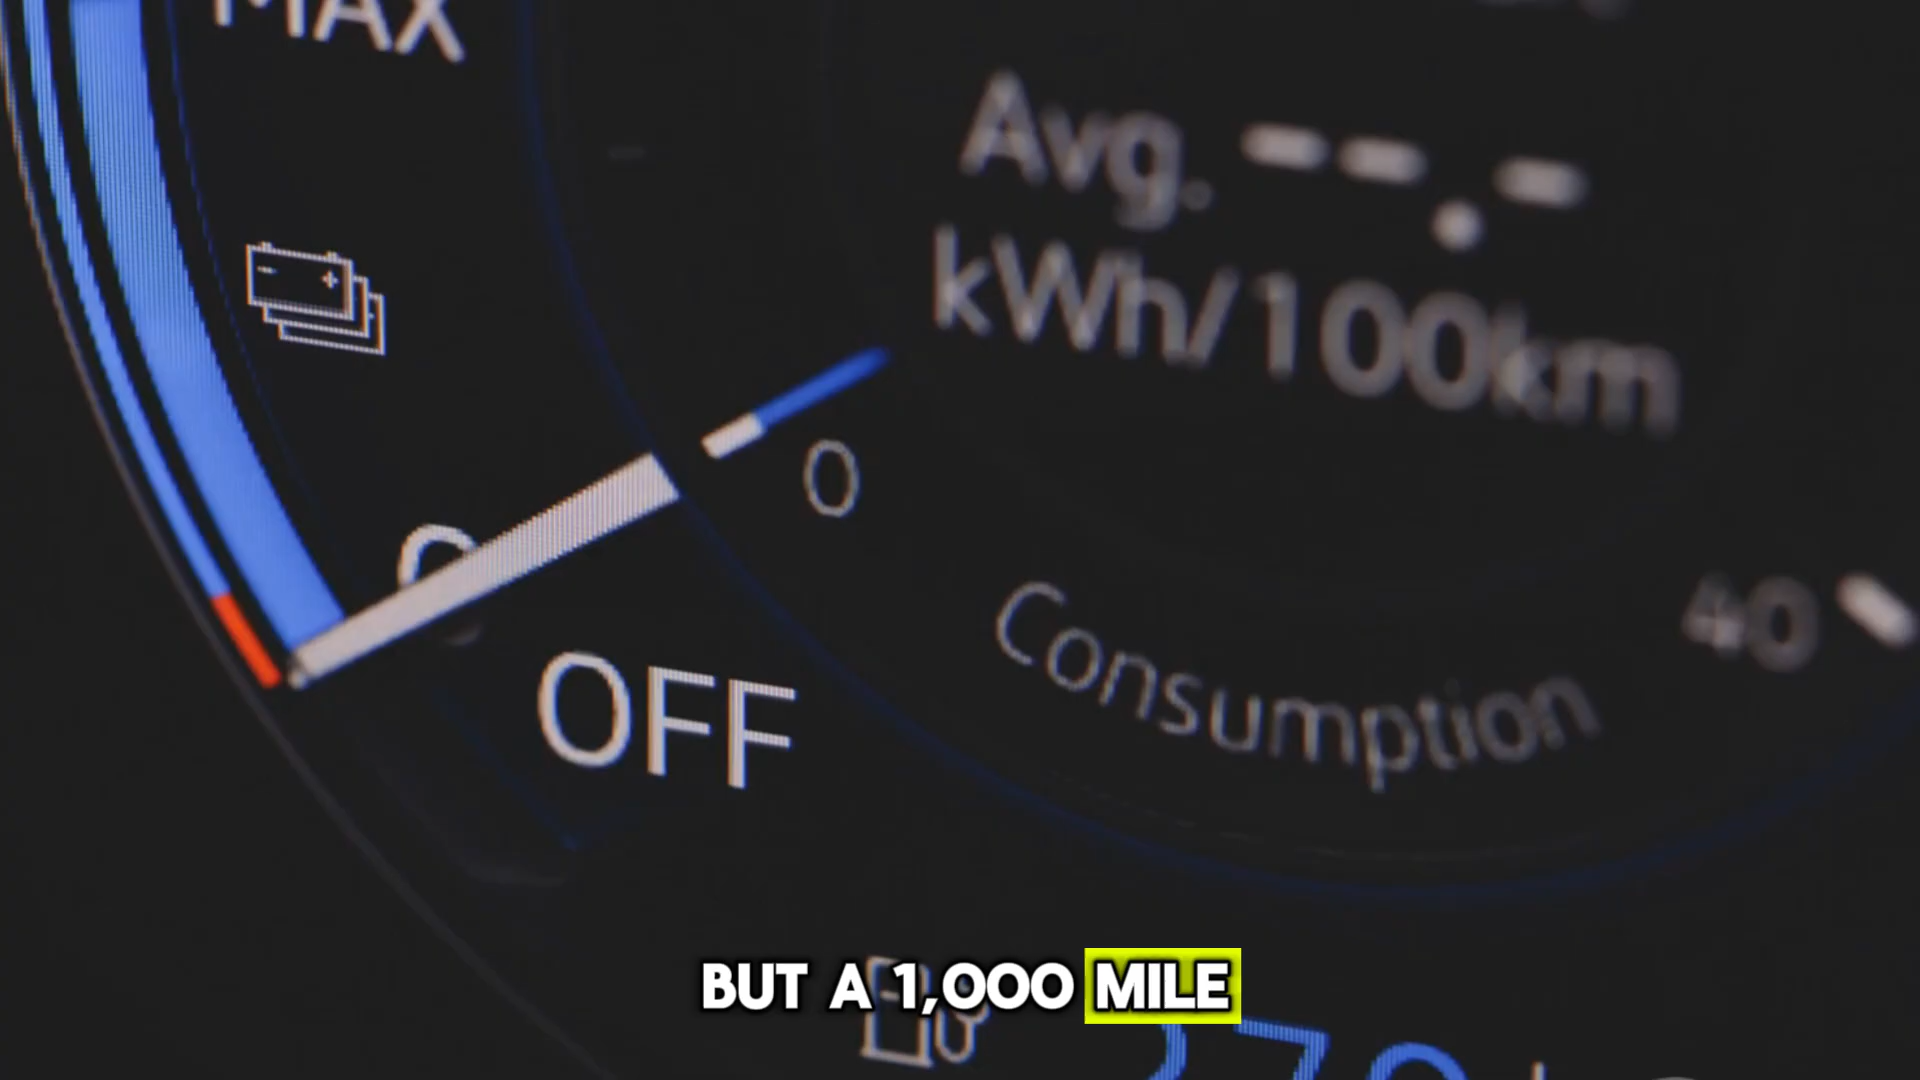 MAX
Avg. --.-
kWh/100km
0
OFF
Consumption
40
BUT A 1,000 MILE